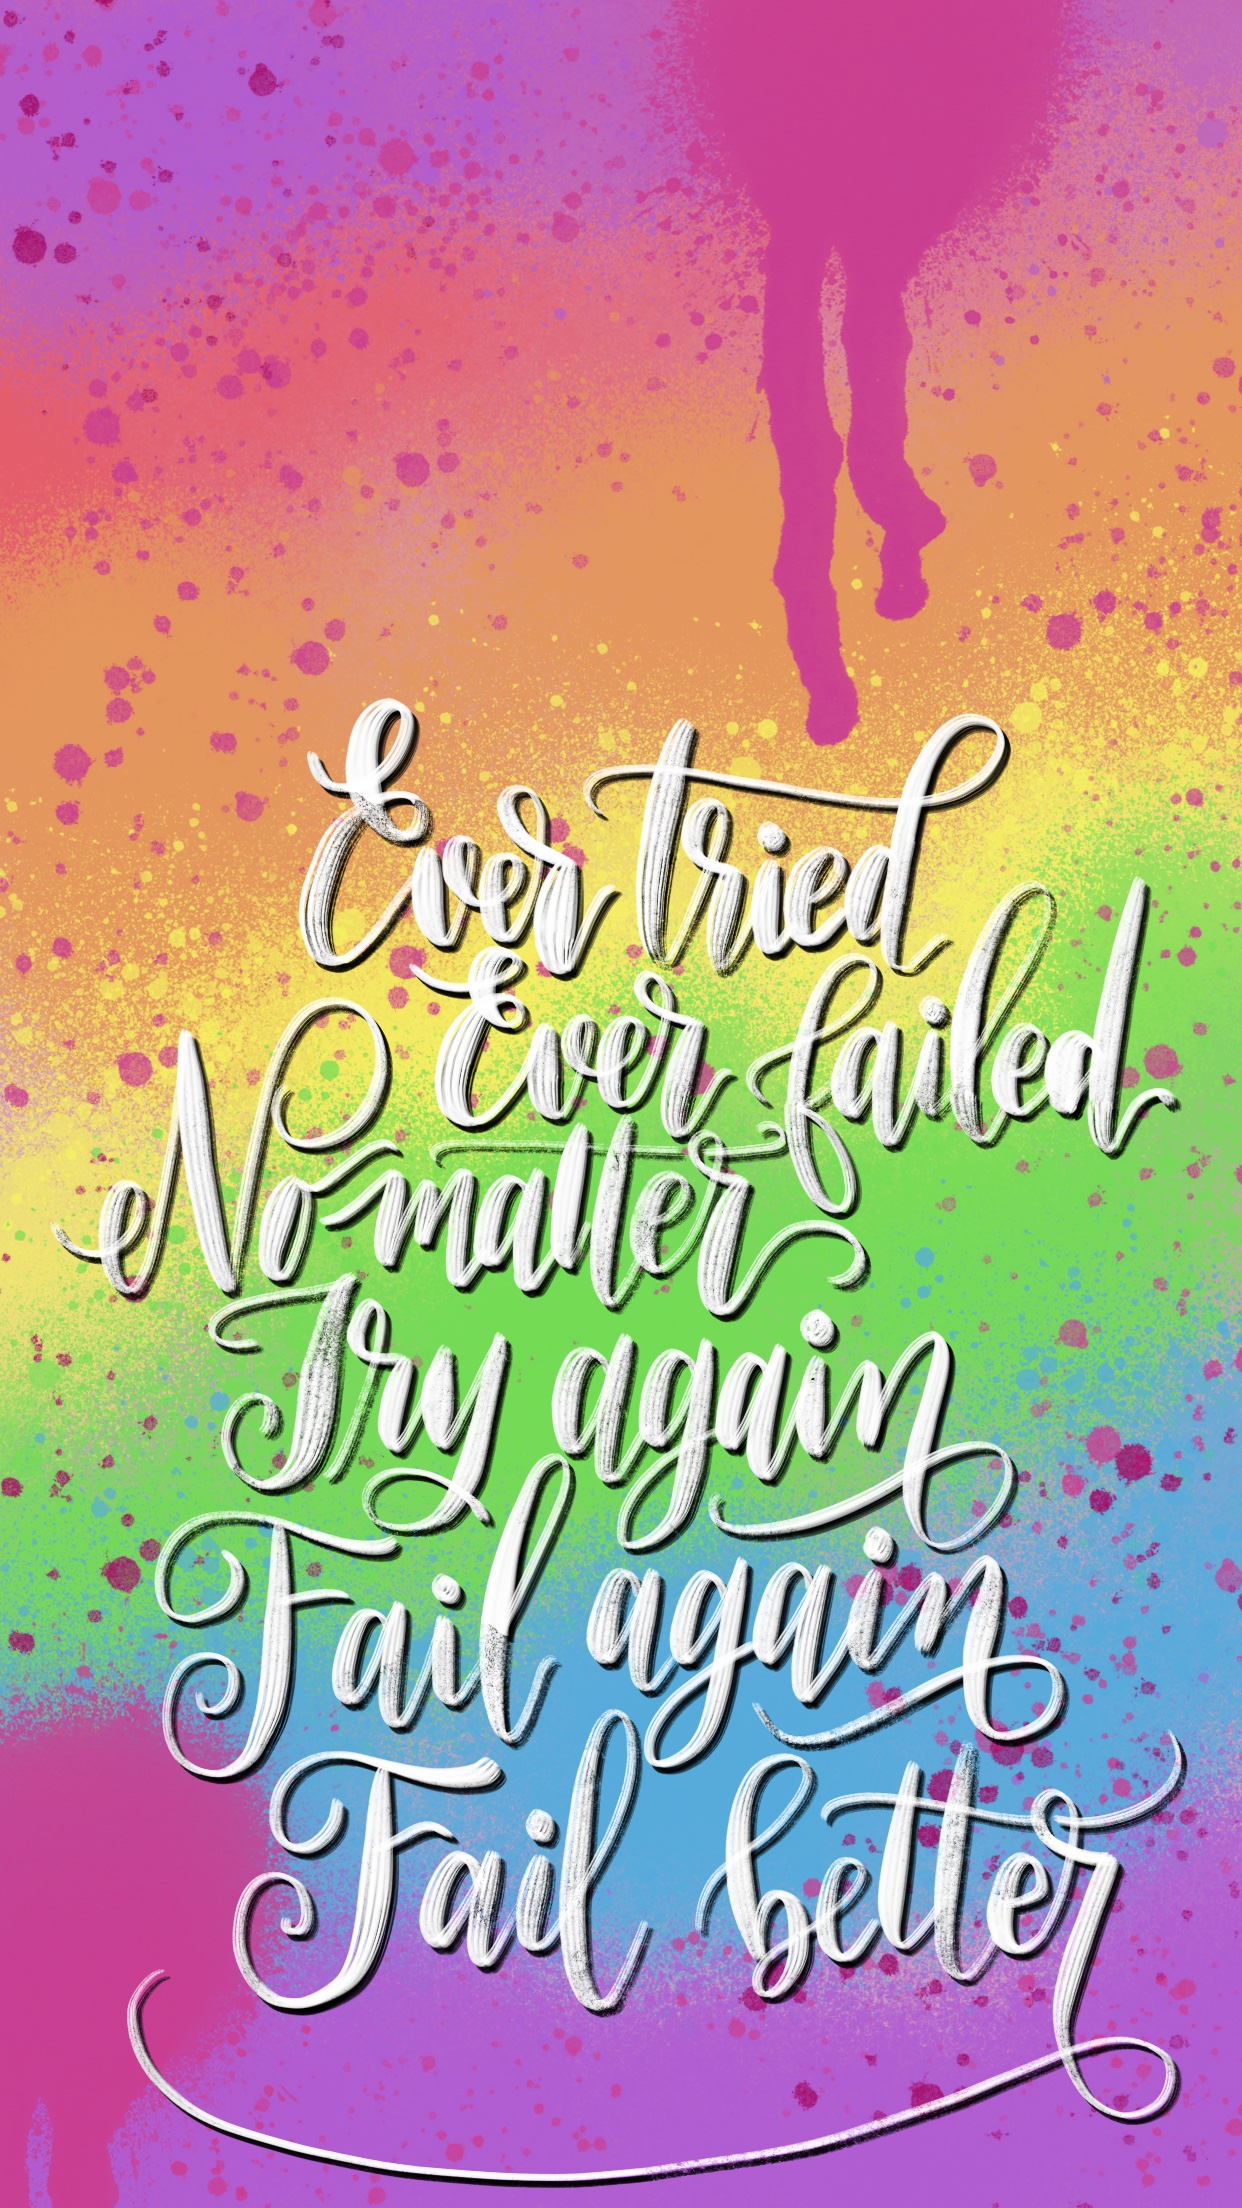 Ever tried
Ever failed
No matter
Try again
Fail again
Fail better